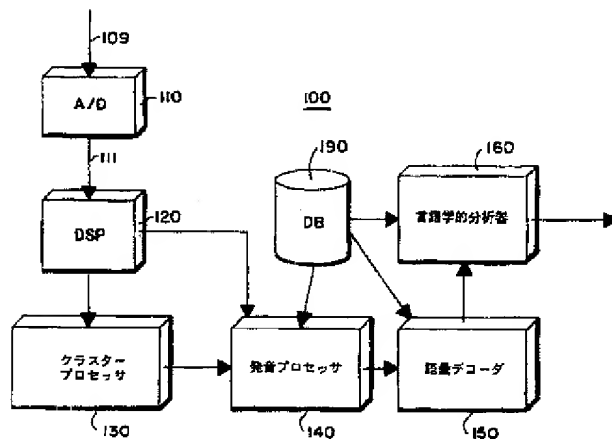 109
A/D
110
111
100
190
160
DSP
120
DB
言語学的分析器
クラスター
プロセッサ
発音プロセッサ
語彙デコーダ
130
140
150